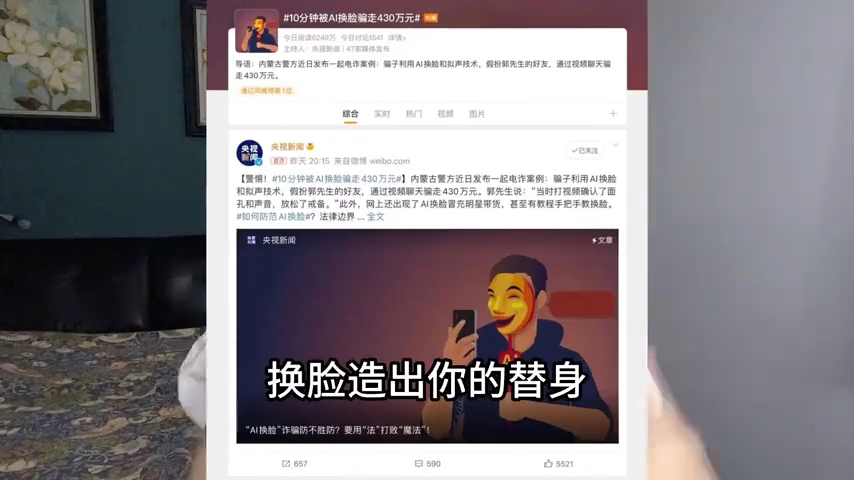 #10分钟被AI换脸骗走430万元#
今日阅读6249万 今日讨论1541 详情>
主持人：央视新闻 | 47家媒体发布
导语：内蒙古警方近日发布一起电诈案例：骗子利用AI换脸和拟声技术，假扮郭先生的好友，通过视频聊天骗
走430万元。
通辽同城榜第1位
综合 实时 热门 视频 图片
央视新闻
央视新闻
昨天 20:15 来自微博 weibo.com
已关注
【警惕！#10分钟被AI换脸骗走430万元#】内蒙古警方近日发布一起电诈案例：骗子利用AI换脸
和拟声技术，假扮郭先生的好友，通过视频聊天骗走430万元。郭先生说：“当时打视频确认了面
孔和声音，放松了戒备。”此外，网上还出现了AI换脸冒充明星带货，甚至有教程手把手教换脸。
#如何防范AI换脸#？法律边界 ... 全文
央视新闻
文章
AI
换脸造出你的替身
“AI换脸”诈骗防不胜防？要用“法”打败“魔法”！
657 590 5521